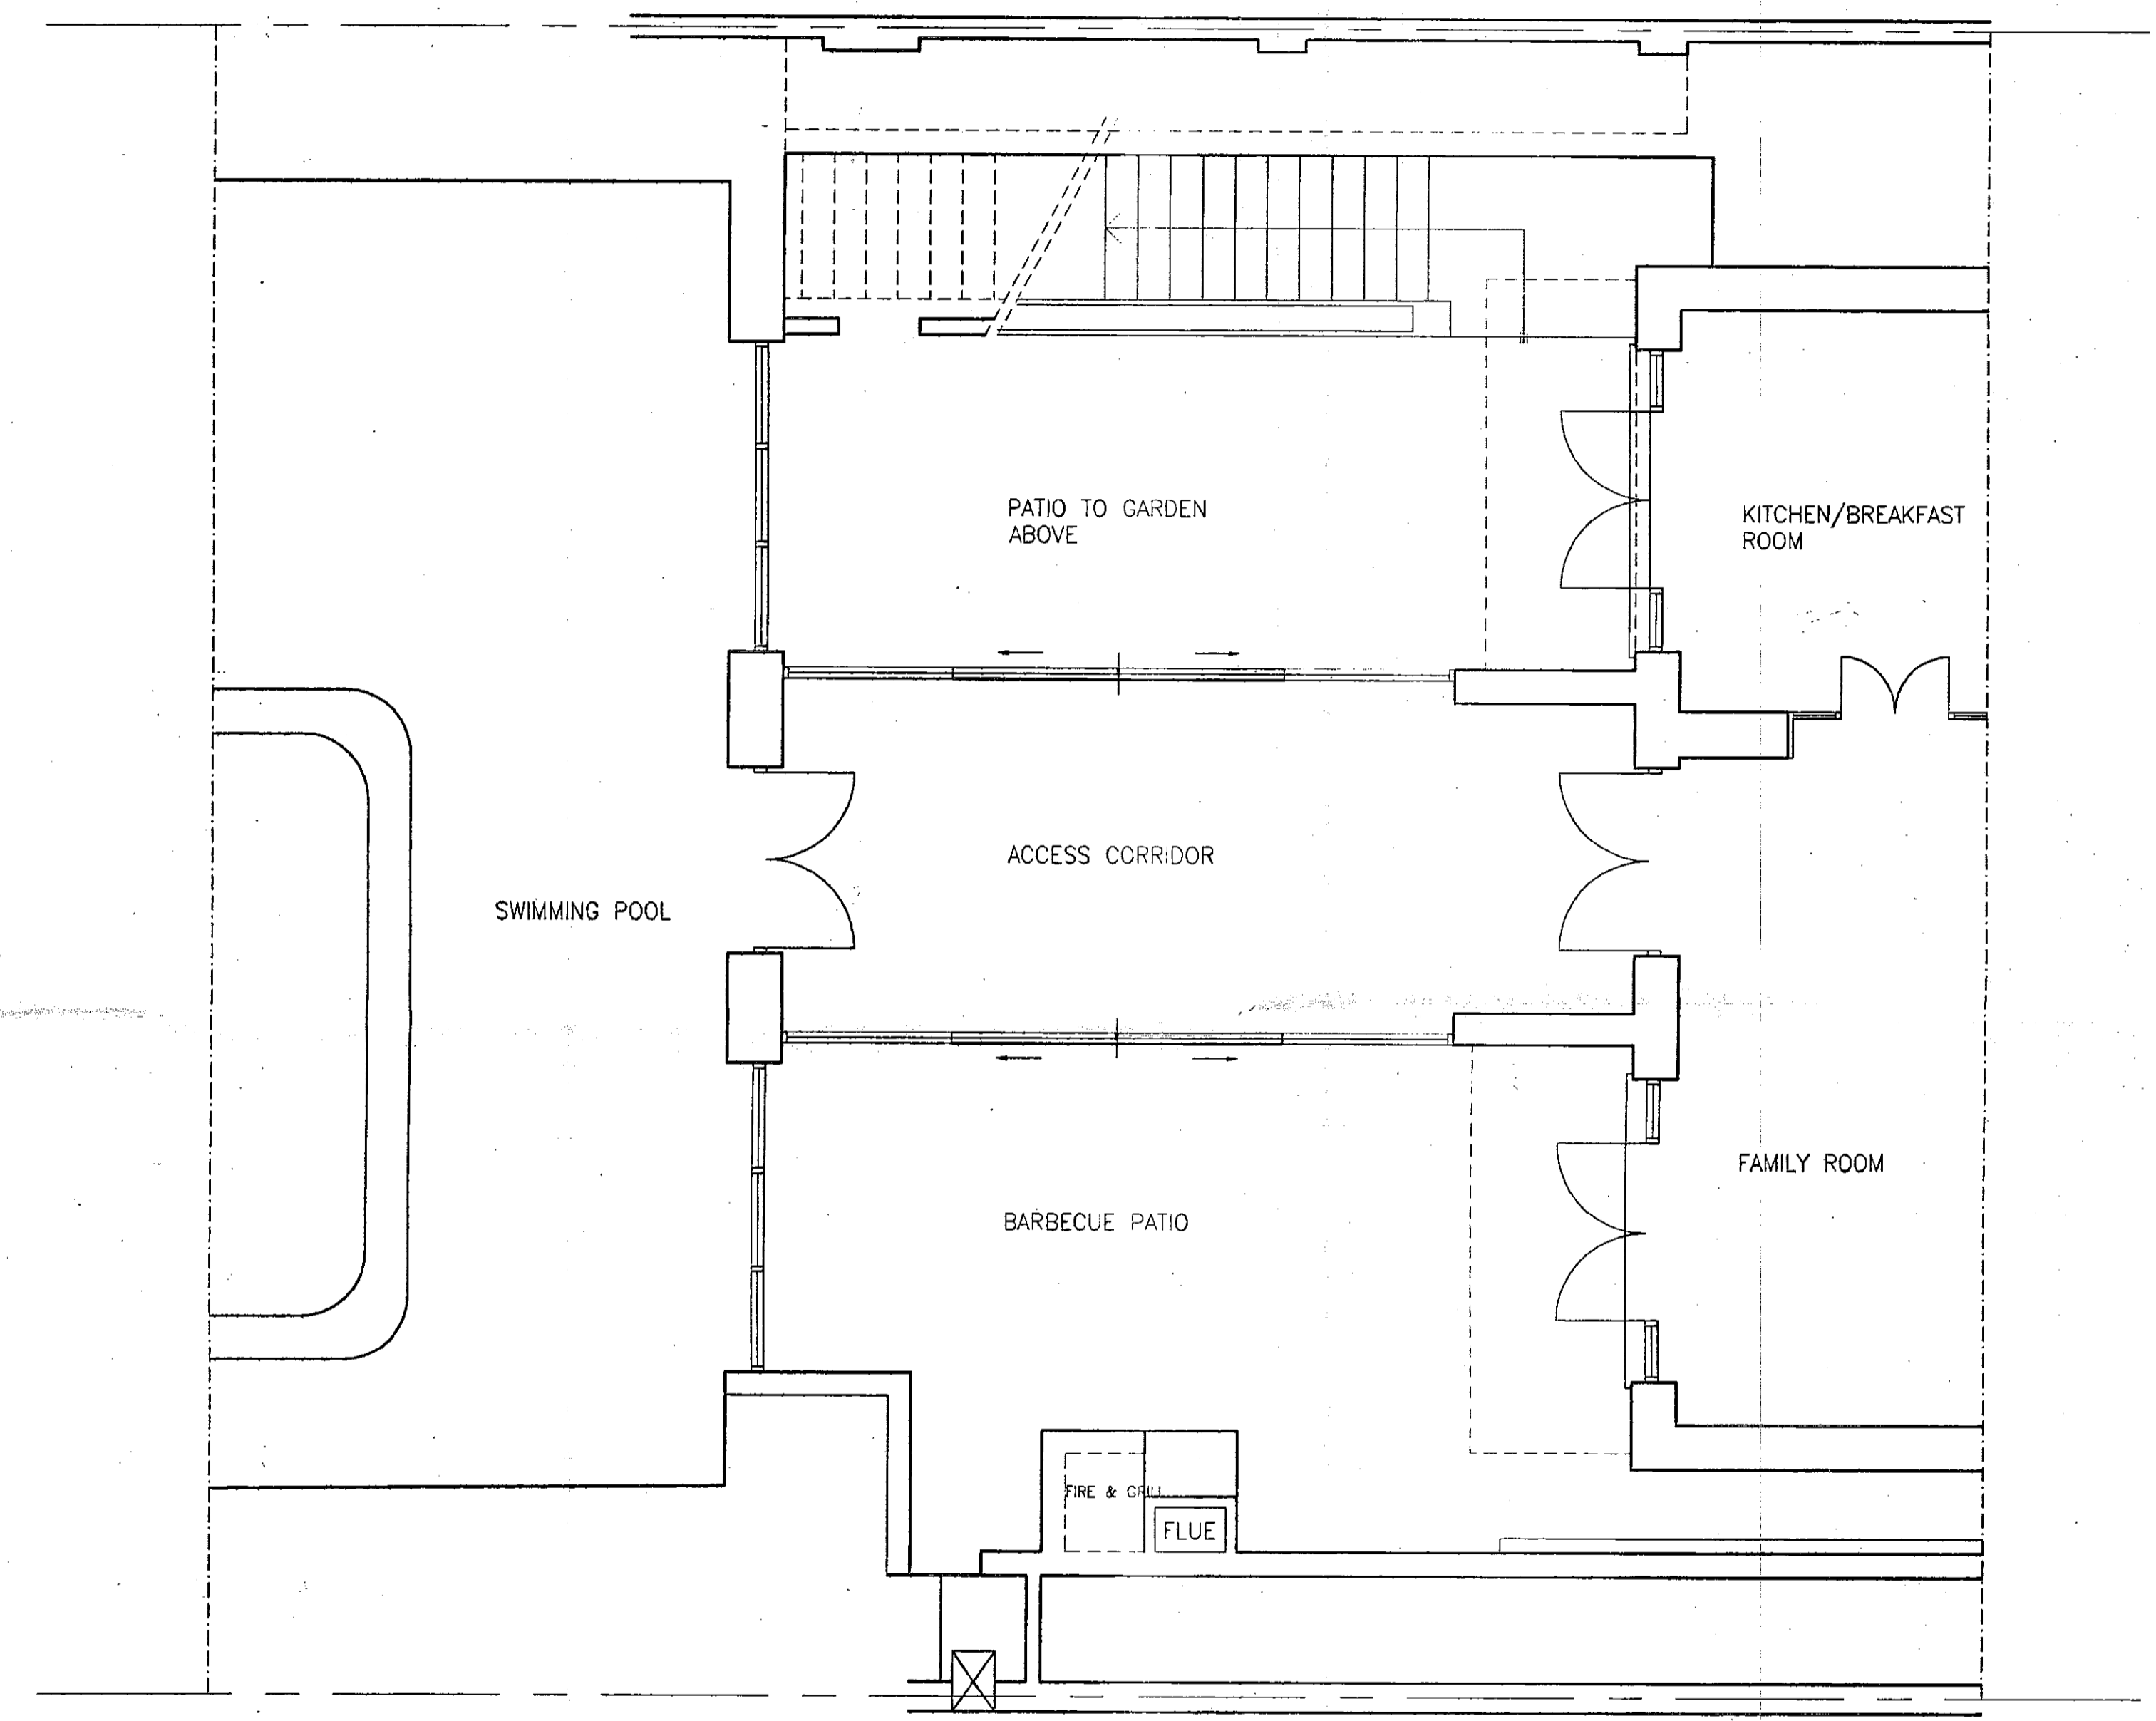 PATIO TO GARDEN
ABOVE
KITCHEN/BREAKFAST
ROOM
ACCESS CORRIDOR
SWIMMING POOL
FAMILY ROOM
BARBECUE PATIO
FIRE & GRILL
FLUE